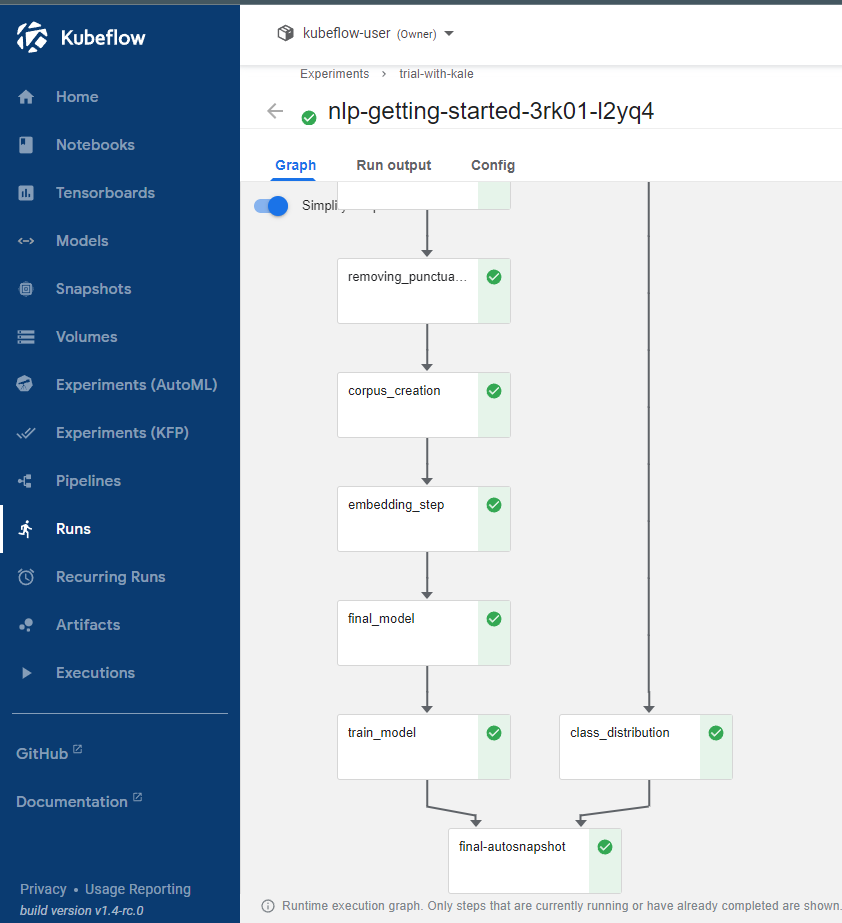 Kubeflow
Home
Notebooks
Tensorboards
Models
Snapshots
Volumes
Experiments (AutoML)
Experiments (KFP)
Pipelines
Runs
Recurring Runs
Artifacts
Executions
GitHub
Documentation
Privacy • Usage Reporting
build version v1.4-rc.0
kubeflow-user (Owner)
Experiments > trial-with-kale
nlp-getting-started-3rk01-l2yq4
Graph Run output Config
removing_punctua...
corpus_creation
embedding_step
final_model
train_model class_distribution
final-autosnapshot
Runtime execution graph. Only steps that are currently running or have already completed are shown.